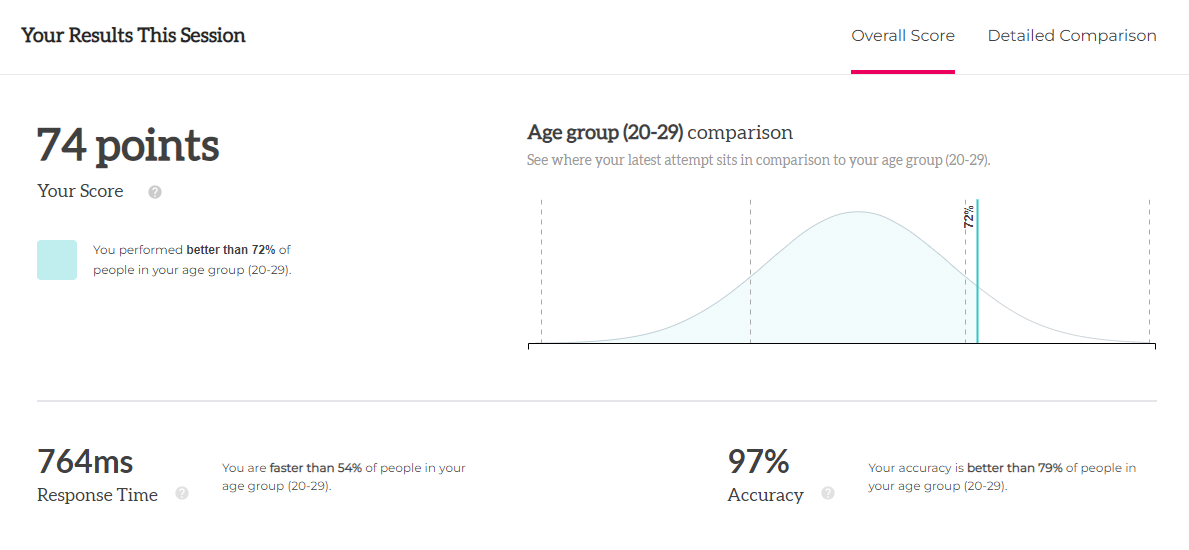 Your Results This Session
Overall Score
Detailed Comparison
74 points
Your Score
?
You performed better than 72% of
people in your age group (20-29).
Age group (20-29) comparison
See where your latest attempt sits in comparison to your age group (20-29).
72%
764ms
Response Time
?
You are faster than 54% of people in your
age group (20-29).
97%
Accuracy
?
Your accuracy is better than 79% of people in
your age group (20-29).